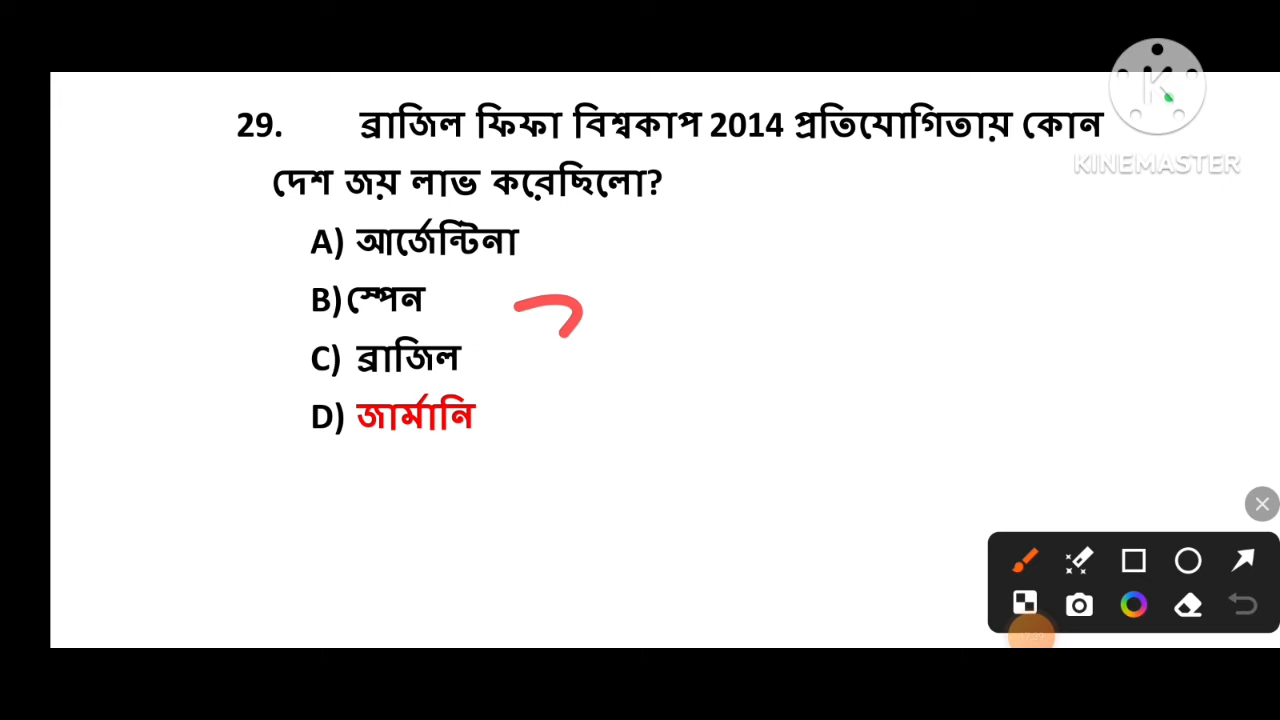 29. ব্রাজিল ফিফা বিশ্বকাপ 2014 প্রতিযোগিতায় কোন
দেশ জয় লাভ করেছিলো?
A) আর্জেন্টিনা
B) স্পেন
C) ব্রাজিল
D) জার্মানি
KINEMASTER